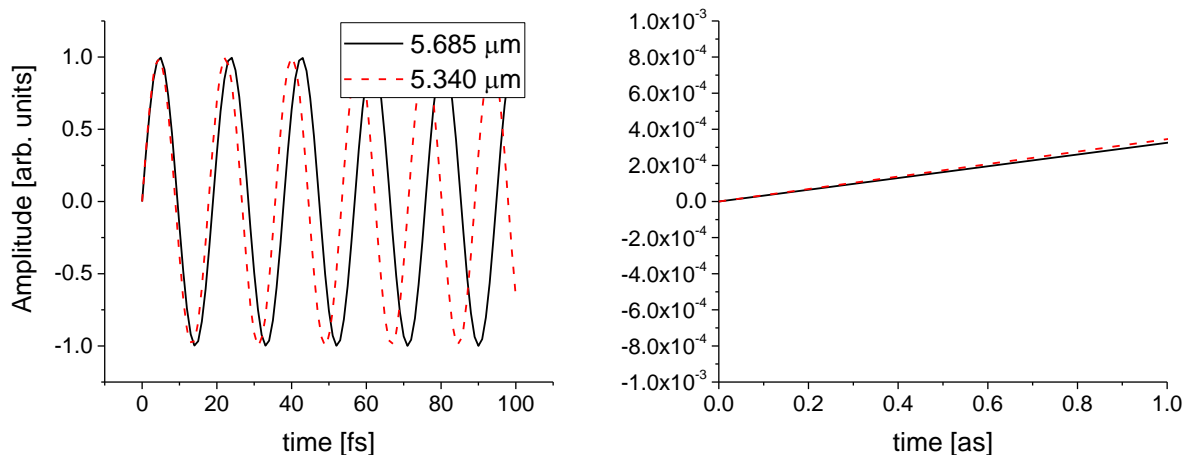 5.685 μm
5.340 μm
Amplitude [arb. units]
1.0
0.5
0.0
-0.5
-1.0
0 20 40 60 80 100
time [fs]
1.0x10⁻³
8.0x10⁻⁴
6.0x10⁻⁴
4.0x10⁻⁴
2.0x10⁻⁴
0.0
-2.0x10⁻⁴
-4.0x10⁻⁴
-6.0x10⁻⁴
-8.0x10⁻⁴
-1.0x10⁻³
0.0 0.2 0.4 0.6 0.8 1.0
time [as]